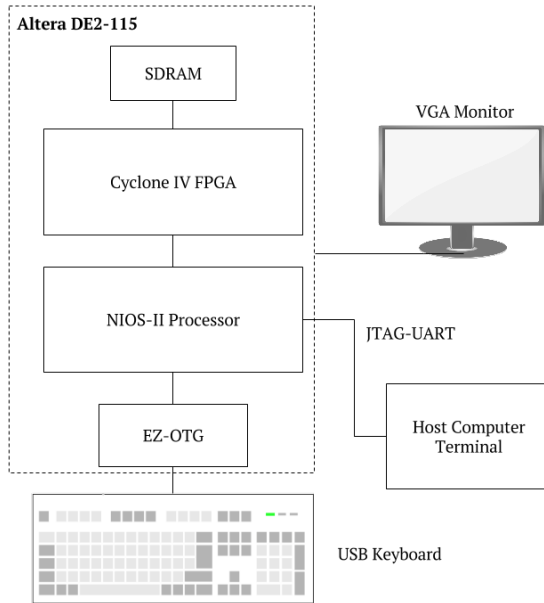 Altera DE2-115
SDRAM
VGA Monitor
Cyclone IV FPGA
NIOS-II Processor
JTAG-UART
EZ-OTG
Host Computer
Terminal
USB Keyboard